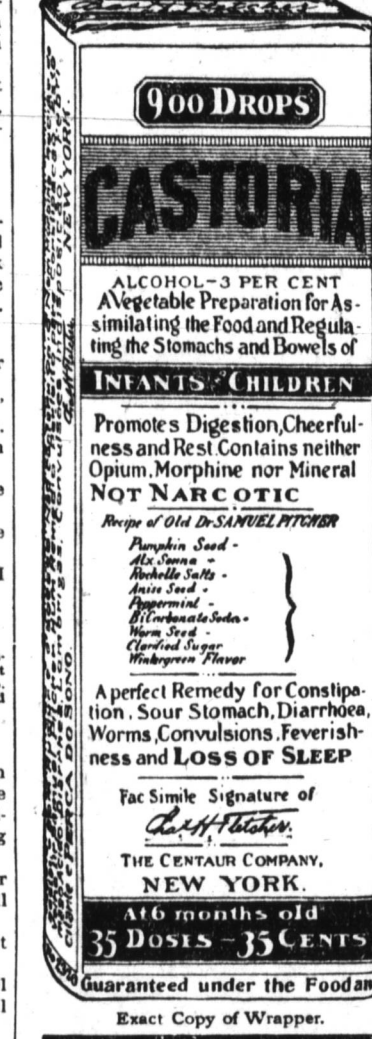 900 DROPS
CASTORIA
ALCOHOL-3 PER CENT
A Vegetable Preparation for As-
similating the Food and Regula-
ting the Stomachs and Bowels of
INFANTS & CHILDREN
Promotes Digestion, Cheerful-
ness and Rest. Contains neither
Opium, Morphine nor Mineral
NOT NARCOTIC
Recipe of Old Dr SAMUEL PITCHER
Pumpkin Seed -
Alx. Senna +
Rochelle Salts -
Anise Seed -
Peppermint -
Bi Carbonate Soda -
Worm Seed -
Clarified Sugar
Wintergreen Flavor
A perfect Remedy for Constipa-
tion, Sour Stomach, Diarrhoea,
Worms, Convulsions, Feverish-
ness and LOSS OF SLEEP
Fac Simile Signature of
Chas H Fletcher.
THE CENTAUR COMPANY,
NEW YORK.
At 6 months old
35 DOSES - 35 CENTS
Guaranteed under the Food an
Exact Copy of Wrapper.
NEW YORK.
PERCA DO SONO.